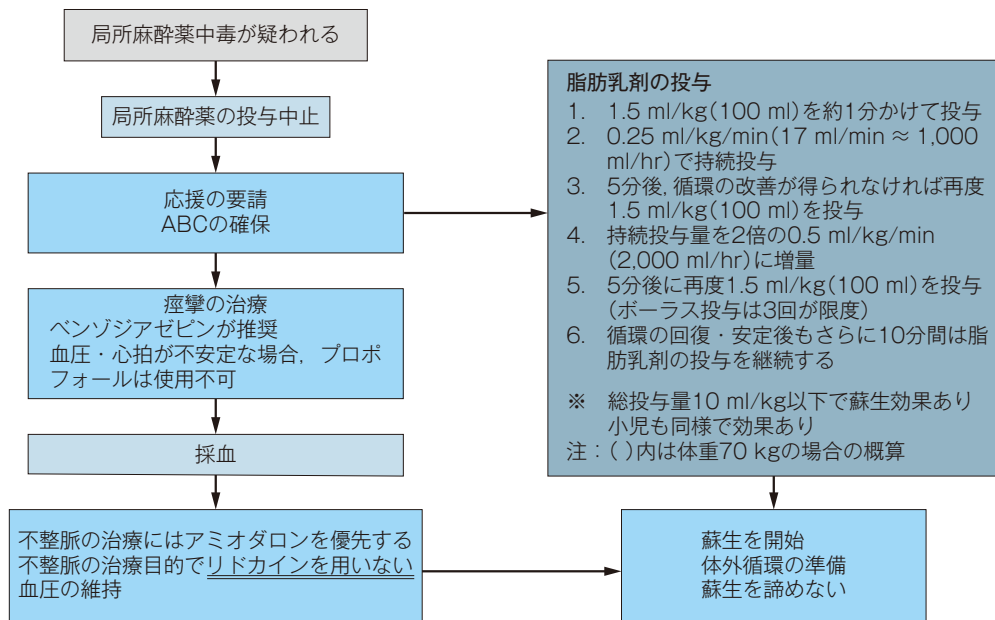 局所麻酔薬中毒が疑われる
局所麻酔薬の投与中止
応援の要請
ABCの確保
痙攣の治療
ベンゾジアゼピンが推奨
血圧・心拍が不安定な場合，プロポ
フォールは使用不可
採血
不整脈の治療にはアミオダロンを優先する
不整脈の治療目的でリドカインを用いない
血圧の維持
脂肪乳剤の投与
1. 1.5 ml/kg(100 ml)を約1分かけて投与
2. 0.25 ml/kg/min(17 ml/min ≈ 1,000
ml/hr)で持続投与
3. 5分後，循環の改善が得られなければ再度
1.5 ml/kg(100 ml)を投与
4. 持続投与量を2倍の0.5 ml/kg/min
(2,000 ml/hr)に増量
5. 5分後に再度1.5 ml/kg(100 ml)を投与
(ボーラス投与は3回が限度)
6. 循環の回復・安定後もさらに10分間は脂
肪乳剤の投与を継続する
※ 総投与量10 ml/kg以下で蘇生効果あり
小児も同様で効果あり
注：( )内は体重70 kgの場合の概算
蘇生を開始
体外循環の準備
蘇生を諦めない